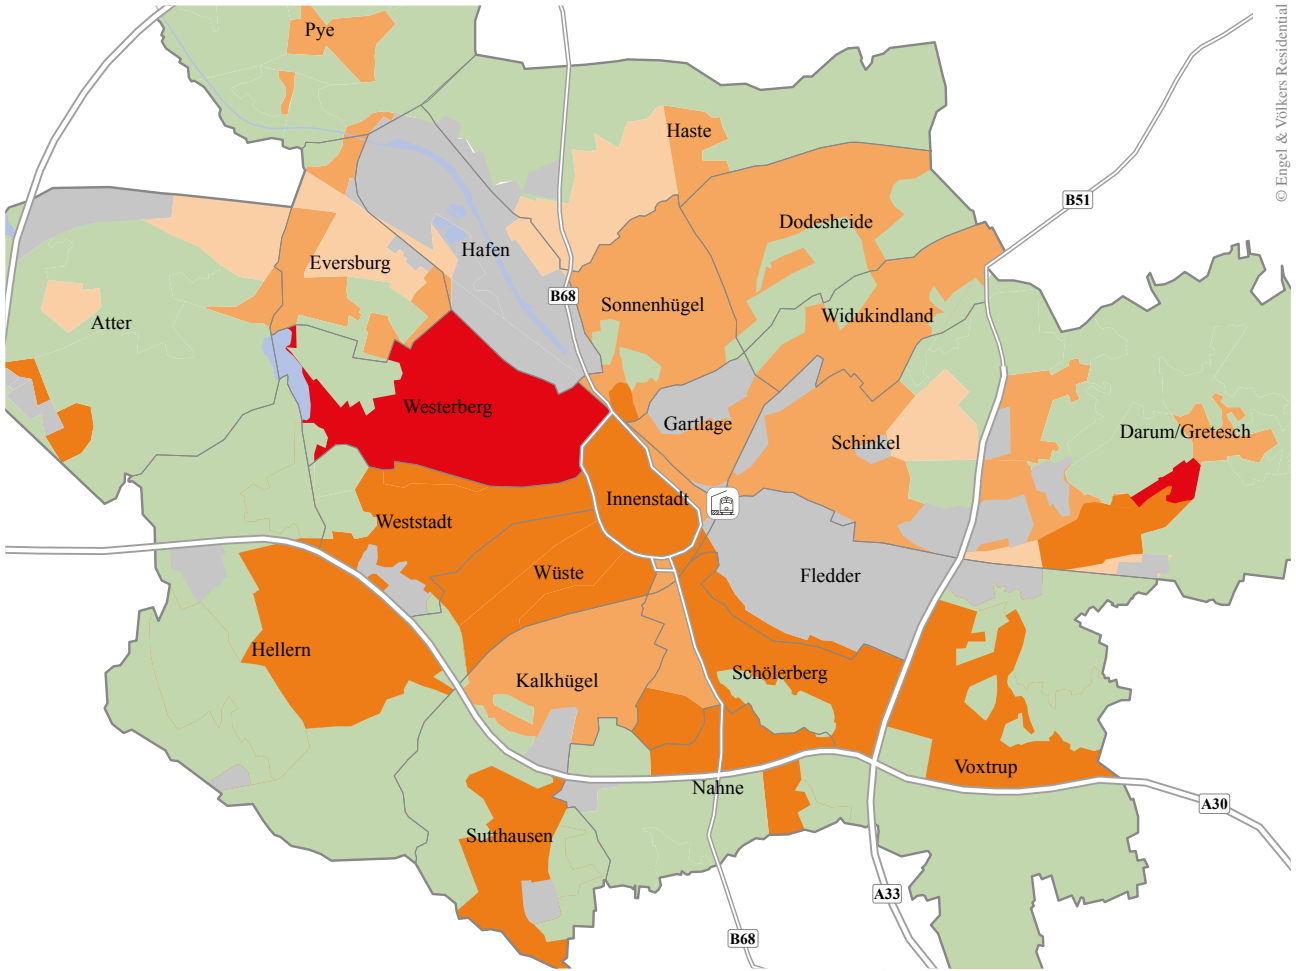 Pye
© Engel & Völkers Residential
Haste
B51
Dodesheide
Hafen
Eversburg
B68
Sonnenhügel
Widukindland
Atter
Westerberg
Gartlage
Schinkel
Darum/Gretesch
Innenstadt
Weststadt
Wüste
Fledder
Hellern
Kalkhügel
Schölerberg
Voxtrup
Nahne
A30
Sutthausen
A33
B68